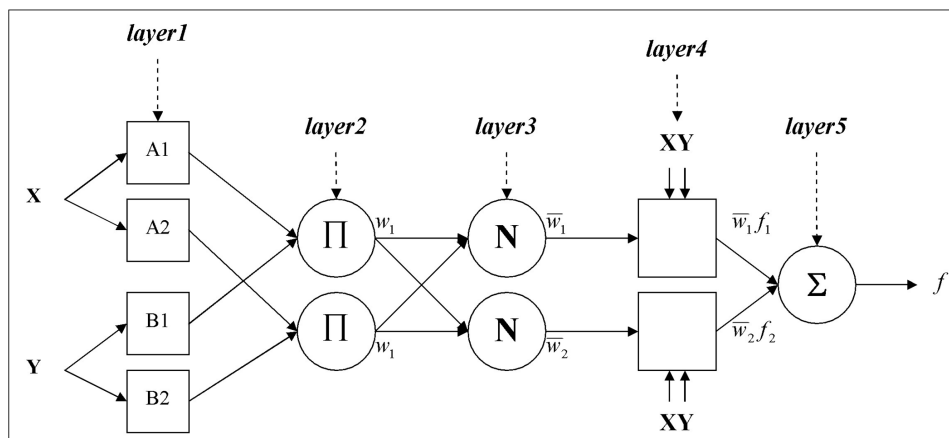 layer1
layer4
layer2
layer3
XY
layer5
A1
X
A2
Π
w₁
N
w̅₁
w̅₁f₁
Σ
f
B1
Y
Π
w₁
N
w̅₂
w̅₂f₂
B2
XY